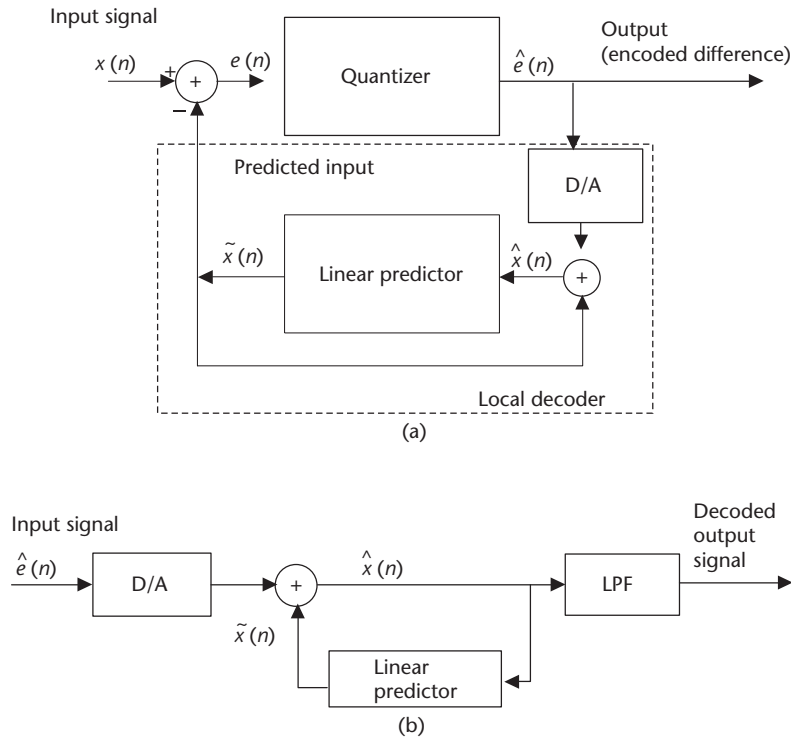 Input signal
x (n)
+
+
−
e (n)
Quantizer
ê (n)
Output
(encoded difference)
Predicted input
D/A
x̃ (n)
Linear predictor
x̂ (n)
+
Local decoder
(a)
Input signal
ê (n)
D/A
+
x̂ (n)
LPF
Decoded
output
signal
x̃ (n)
Linear
predictor
(b)